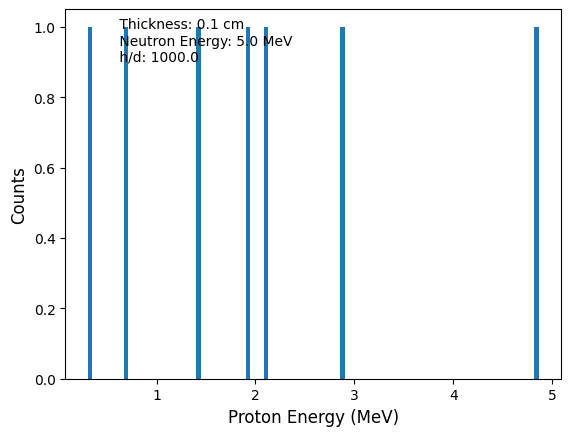 Thickness: 0.1 cm
Neutron Energy: 5.0 MeV
h/d: 1000.0
1.0
0.8
0.6
0.4
0.2
0.0
Counts
1 2 3 4 5
Proton Energy (MeV)